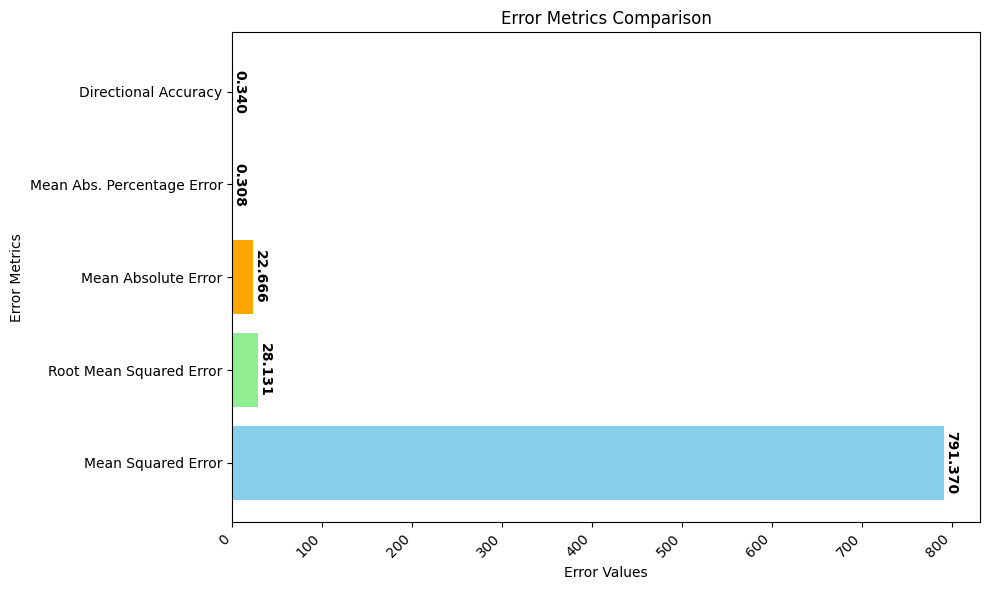 Error Metrics Comparison
Error Metrics
Directional Accuracy
0.340
Mean Abs. Percentage Error
0.308
Mean Absolute Error
22.666
Root Mean Squared Error
28.131
Mean Squared Error
791.370
0
100
200
300
400
500
600
700
800
Error Values